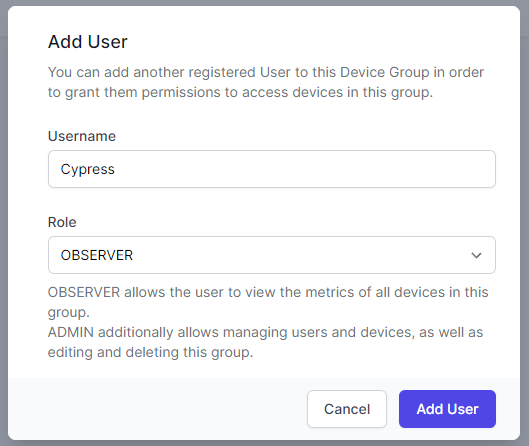 Add User
You can add another registered User to this Device Group in order
to grant them permissions to access devices in this group.
Username
Cypress
Role
OBSERVER
OBSERVER allows the user to view the metrics of all devices in this
group.
ADMIN additionally allows managing users and devices, as well as
editing and deleting this group.
Cancel
Add User